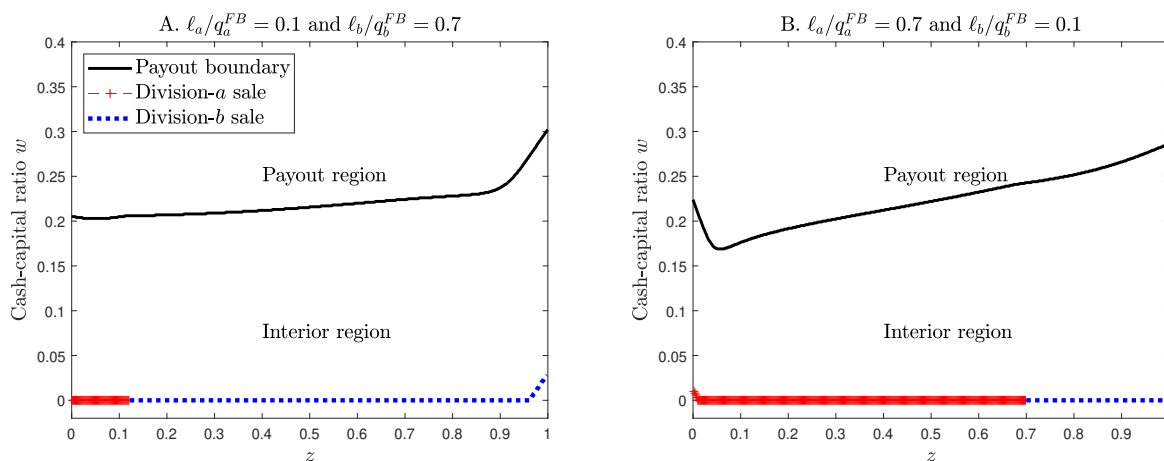 A. ℓ_a/q_a^{FB} = 0.1 and ℓ_b/q_b^{FB} = 0.7
0.4
0.35
0.3
0.25
0.2
0.15
0.1
0.05
0
Cash-capital ratio w
Payout boundary
Division-a sale
Division-b sale
Payout region
Interior region
0 0.1 0.2 0.3 0.4 0.5 0.6 0.7 0.8 0.9 1
z
B. ℓ_a/q_a^{FB} = 0.7 and ℓ_b/q_b^{FB} = 0.1
0.4
0.35
0.3
0.25
0.2
0.15
0.1
0.05
0
Cash-capital ratio w
Payout region
Interior region
0 0.1 0.2 0.3 0.4 0.5 0.6 0.7 0.8 0.9
z